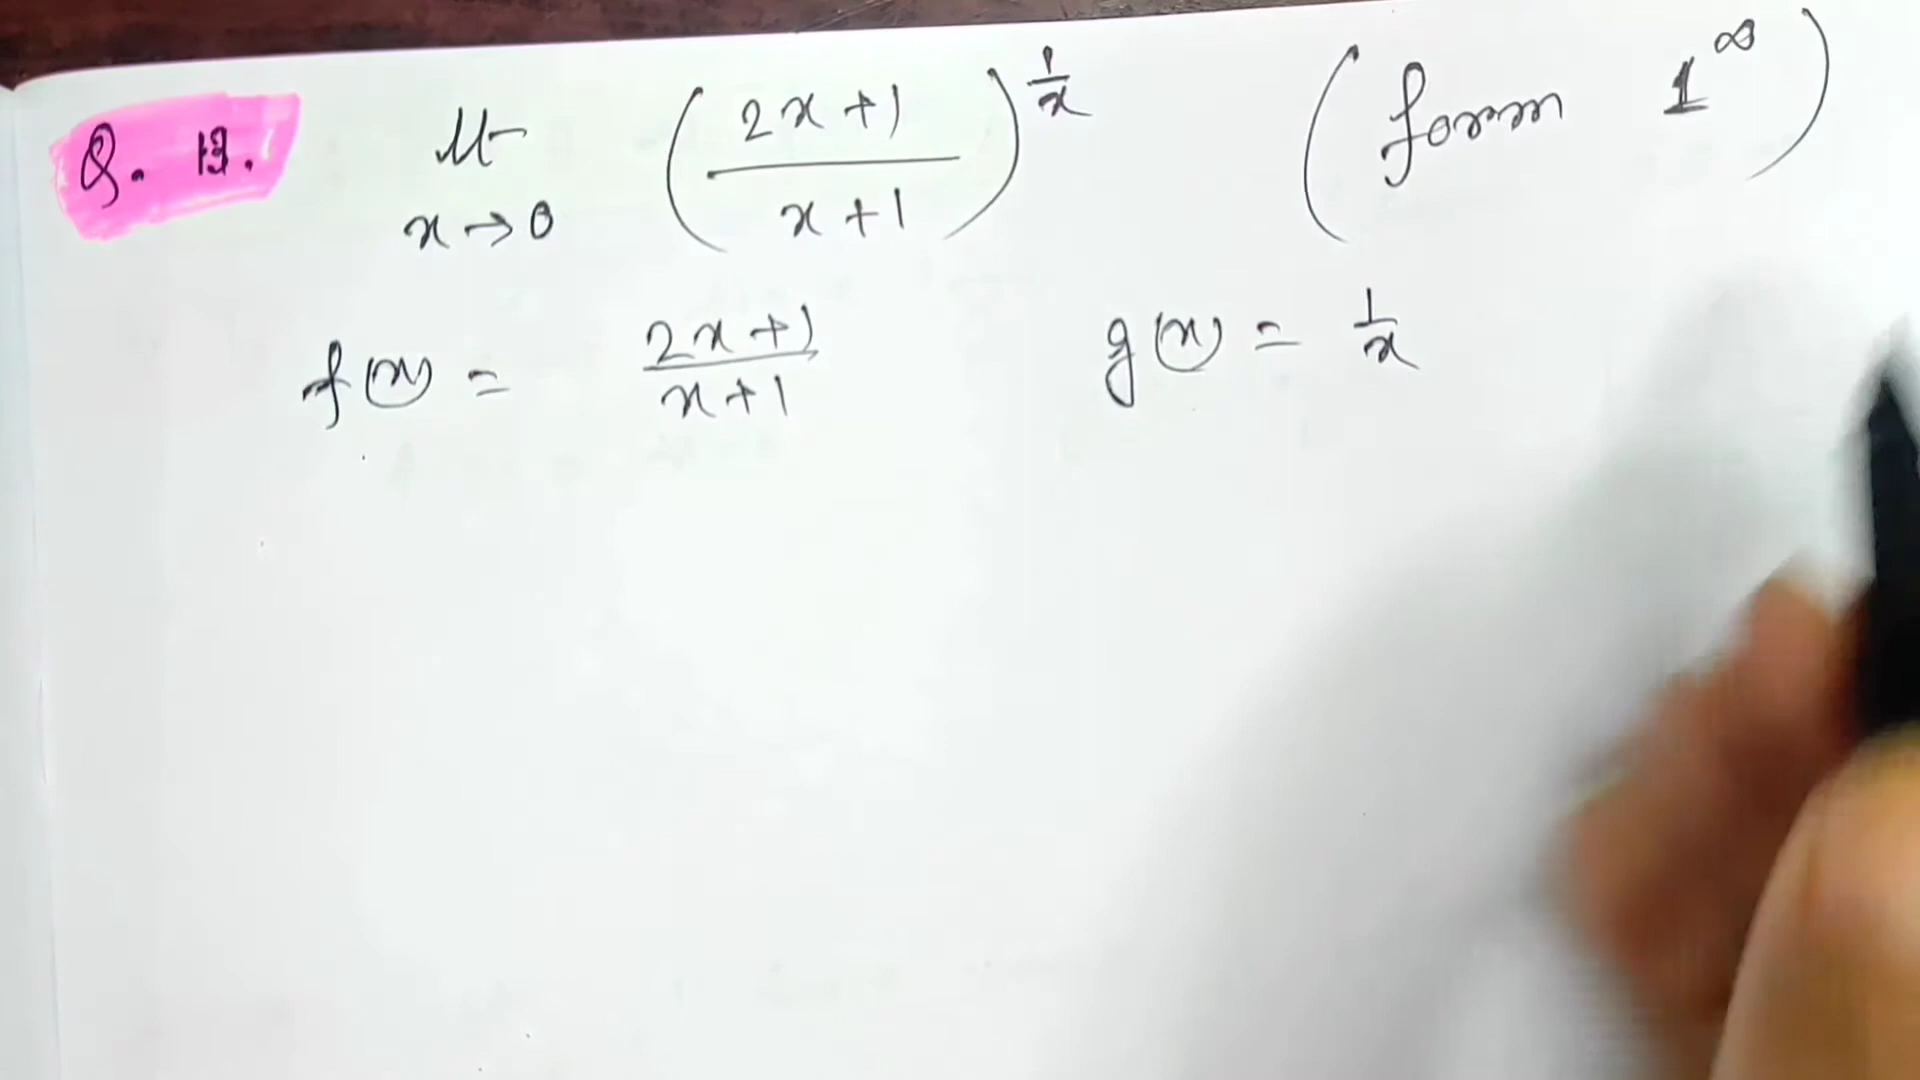 Q. 13. lt x→0 ((2x+1)/(x+1))^(1/x) (form 1^∞)
f(x) = (2x+1)/(x+1) g(x) = 1/x